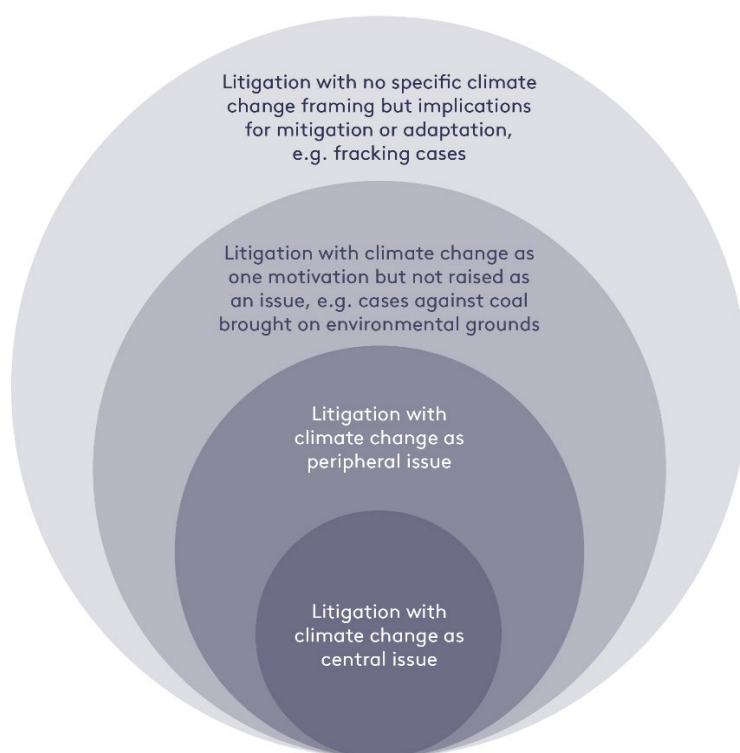 Litigation with no specific climate
change framing but implications
for mitigation or adaptation,
e.g. fracking cases
Litigation with climate change as
one motivation but not raised as
an issue, e.g. cases against coal
brought on environmental grounds
Litigation with
climate change as
peripheral issue
Litigation with
climate change as
central issue